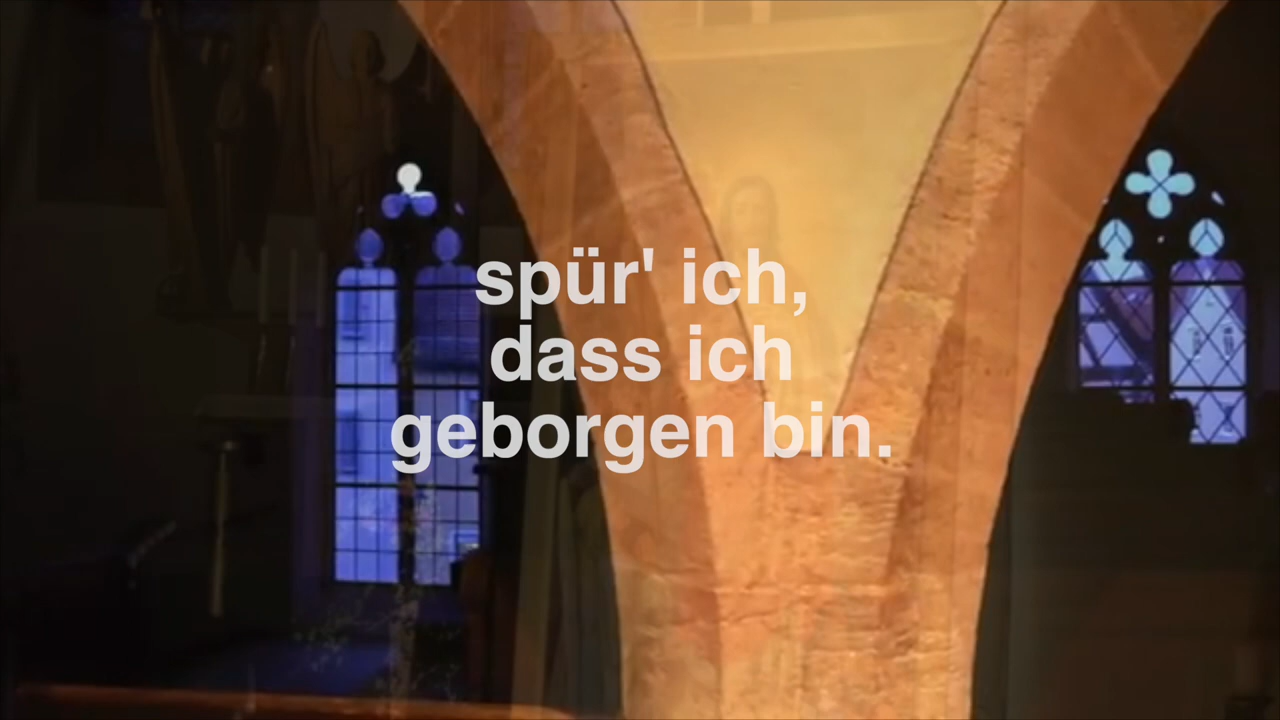 spür' ich,
dass ich
geborgen bin.